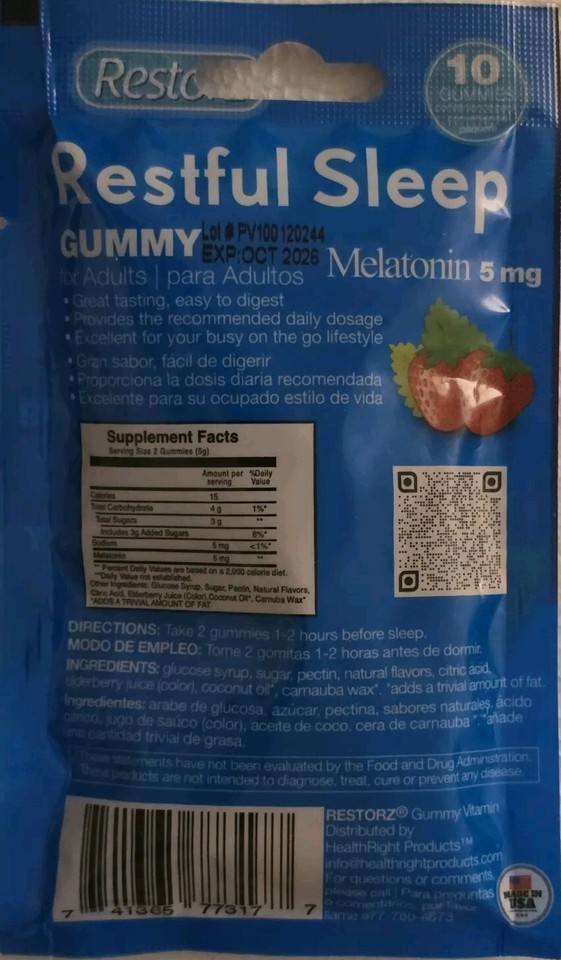 Restorz
10
GUMMIES
Restful Sleep
GUMMY
Lot # PV100120244
EXP:OCT 2026
Melatonin 5 mg
for Adults | para Adultos
• Great tasting, easy to digest
• Provides the recommended daily dosage
• Excellent for your busy on the go lifestyle
• Gran sabor, fácil de digerir
• Proporciona la dosis diaria recomendada
• Excelente para su ocupado estilo de vida
Supplement Facts
Serving Size 2 Gummies (5g)
Amount per serving %Daily Value
Calories 15
Total Carbohydrate 4 g 1%*
Total Sugars 3 g **
Includes 3g Added Sugars 6%*
Sodium 5 mg <1%*
Melatonin 5 mg **
* Percent Daily Values are based on a 2,000 calorie diet.
**Daily Value not established.
Other Ingredients: Glucose Syrup, Sugar, Pectin, Natural Flavors,
Citric Acid, Elderberry Juice (Color), Coconut Oil*, Carnuba Wax*
*ADDS A TRIVIAL AMOUNT OF FAT
DIRECTIONS: Take 2 gummies 1-2 hours before sleep.
MODO DE EMPLEO: Tome 2 gomitas 1-2 horas antes de dormir.
INGREDIENTS: glucose syrup, sugar, pectin, natural flavors, citric acid,
elderberry juice (color), coconut oil*, carnauba wax*. *adds a trivial amount of fat.
Ingredientes: arabe de glucosa, azúcar, pectina, sabores naturales, ácido
cítrico, jugo de saúco (color), aceite de coco, cera de carnauba*. *añade
una cantidad trivial de grasa.
These statements have not been evaluated by the Food and Drug Administration.
These products are not intended to diagnose, treat, cure or prevent any disease.
RESTORZ® Gummy Vitamin
Distributed by
HealthRight Products™
info@healthrightproducts.com
For questions or comments,
please call | Para preguntas
o comentarios, por favor
llame 877-780-4673
7 41365 77317 7
MADE IN
USA